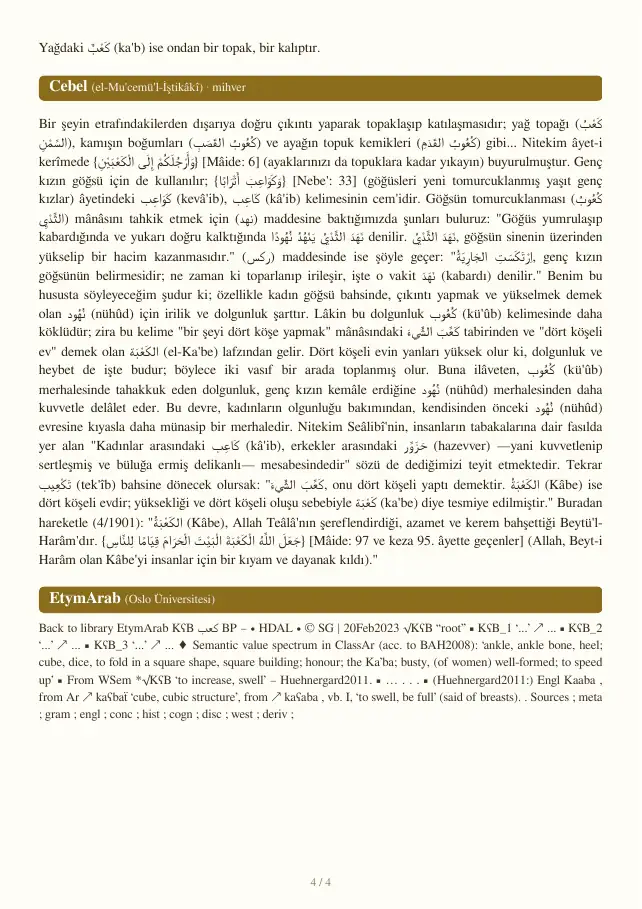 Yağdaki كَعْبٌ (ka'b) ise ondan bir topak, bir kalıptır.
Cebel (el-Mu'cemü'l-İştikâkî) · mihver
Bir şeyin etrafındakilerden dışarıya doğru çıkıntı yaparak topaklaşıp katılaşmasıdır; yağ topağı (كَعْبُ
السَّمْنِ), kamışın boğumları (كُعُوبُ القَصَبِ) ve ayağın topuk kemikleri (كُعُوبُ القَدَمِ) gibi... Nitekim âyet-i
kerîmede {وَأَرْجُلَكُمْ إِلَى الْكَعْبَيْنِ} [Mâide: 6] (ayaklarınızı da topuklara kadar yıkayın) buyurulmuştur. Genç
kızın göğsü için de kullanılır; {وَكَوَاعِبَ أَتْرَابًا} [Nebe': 33] (göğüsleri yeni tomurcuklanmış yaşıt genç
kızlar) âyetindeki كَوَاعِب (kevâ'ib), كَاعِب (kâ'ib) kelimesinin cem'idir. Göğsün tomurcuklanması (كُعُوبُ
الثَّدْيِ) mânâsını tahkik etmek için (نهد) maddesine baktığımızda şunları buluruz: "Göğüs yumrulaşıp
kabardığında ve yukarı doğru kalktığında نَهَدَ الثَّدْيُ يَنْهُدُ نُهُودًا denilir. نَهَدَ الثَّدْيُ, göğsün sinenin üzerinden
yükselip bir hacim kazanmasıdır." (ركس) maddesinde ise şöyle geçer: "اِرْتَكَسَتِ الجَارِيَةُ, genç kızın
göğsünün belirmesidir; ne zaman ki toparlanıp irileşir, işte o vakit نَهَدَ (kabardı) denilir." Benim bu
hususta söyleyeceğim şudur ki; özellikle kadın göğsü bahsinde, çıkıntı yapmak ve yükselmek demek
olan نُهُود (nühûd) için irilik ve dolgunluk şarttır. Lâkin bu dolgunluk كُعُوب (kü'ûb) kelimesinde daha
köklüdür; zira bu kelime "bir şeyi dört köşe yapmak" mânâsındaki كَعَّبَ الشَّيءَ tabirinden ve "dört köşeli
ev" demek olan الكَعْبَة (el-Ka'be) lafzından gelir. Dört köşeli evin yanları yüksek olur ki, dolgunluk ve
heybet de işte budur; böylece iki vasıf bir arada toplanmış olur. Buna ilâveten, كُعُوب (kü'ûb)
merhalesinde tahakkuk eden dolgunluk, genç kızın kemâle erdiğine نُهُود (nühûd) merhalesinden daha
kuvvetle delâlet eder. Bu devre, kadınların olgunluğu bakımından, kendisinden önceki نُهُود (nühûd)
evresine kıyasla daha münasip bir merhaledir. Nitekim Seâlibî'nin, insanların tabakalarına dair fasılda
yer alan "Kadınlar arasındaki كَاعِب (kâ'ib), erkekler arasındaki حَزَوَّر (hazevver) —yani kuvvetlenip
sertleşmiş ve bülûğa ermiş delikanlı— mesabesindedir" sözü de dediğimizi teyit etmektedir. Tekrar
تَكْعِيب (tek'îb) bahsine dönecek olursak: "كَعَّبَ الشَّيءَ, onu dört köşeli yaptı demektir. الكَعْبَةُ (Kâbe) ise
dört köşeli evdir; yüksekliği ve dört köşeli oluşu sebebiyle كَعْبَة (ka'be) diye tesmiye edilmiştir." Buradan
hareketle (4/1901): "الكَعْبَةُ (Kâbe), Allah Teâlâ'nın şereflendirdiği, azamet ve kerem bahşettiği Beytü'l-
Harâm'dır. {جَعَلَ اللَّهُ الْكَعْبَةَ الْبَيْتَ الْحَرَامَ قِيَامًا لِلنَّاسِ} [Mâide: 97 ve keza 95. âyette geçenler] (Allah, Beyt-i
Harâm olan Kâbe'yi insanlar için bir kıyam ve dayanak kıldı)."
EtymArab (Oslo Üniversitesi)
Back to library EtymArab KʕB كعب BP – • HDAL • © SG | 20Feb2023 √KʕB “root” ▪ KʕB_1 ‘...’ ↗ ... ▪ KʕB_2
‘...’ ↗ ... ▪ KʕB_3 ‘...’ ↗ ... ♦ Semantic value spectrum in ClassAr (acc. to BAH2008): ‘ankle, ankle bone, heel;
cube, dice, to fold in a square shape, square building; honour; the Ka'ba; busty, (of women) well-formed; to speed
up’ ▪ From WSem *√KʕB ‘to increase, swell’ – Huehnergard2011. ▪ … . . . ▪ (Huehnergard2011:) Engl Kaaba ,
from Ar ↗ kaʕbaẗ ‘cube, cubic structure’, from ↗ kaʕaba , vb. I, ‘to swell, be full’ (said of breasts). . Sources ; meta
; gram ; engl ; conc ; hist ; cogn ; disc ; west ; deriv ;
4 / 4